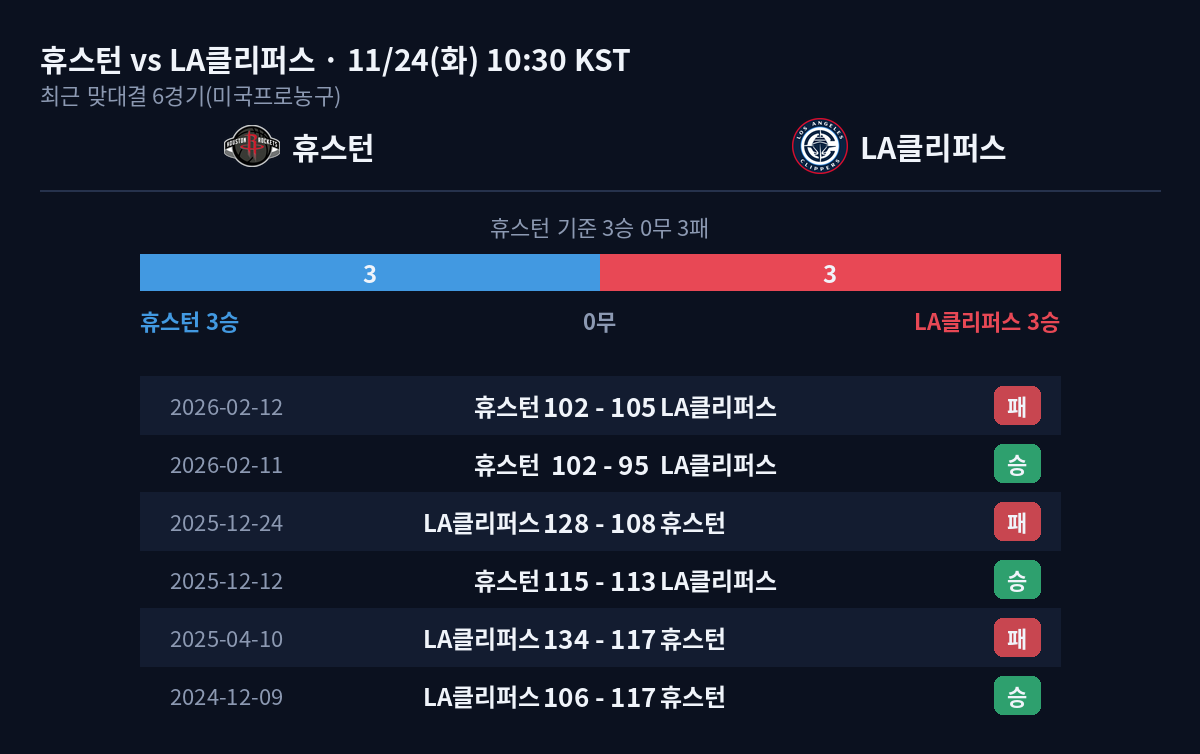 휴스턴 vs LA클리퍼스 · 11/24(화) 10:30 KST
최근 맞대결 6경기(미국프로농구)
HOUSTON ROCKETS 휴스턴
LOS ANGELES CLIPPERS LA클리퍼스
휴스턴 기준 3승 0무 3패
3 3
휴스턴 3승 0무 LA클리퍼스 3승
2026-02-12 휴스턴 102 - 105 LA클리퍼스 패
2026-02-11 휴스턴 102 - 95 LA클리퍼스 승
2025-12-24 LA클리퍼스 128 - 108 휴스턴 패
2025-12-12 휴스턴 115 - 113 LA클리퍼스 승
2025-04-10 LA클리퍼스 134 - 117 휴스턴 패
2024-12-09 LA클리퍼스 106 - 117 휴스턴 승